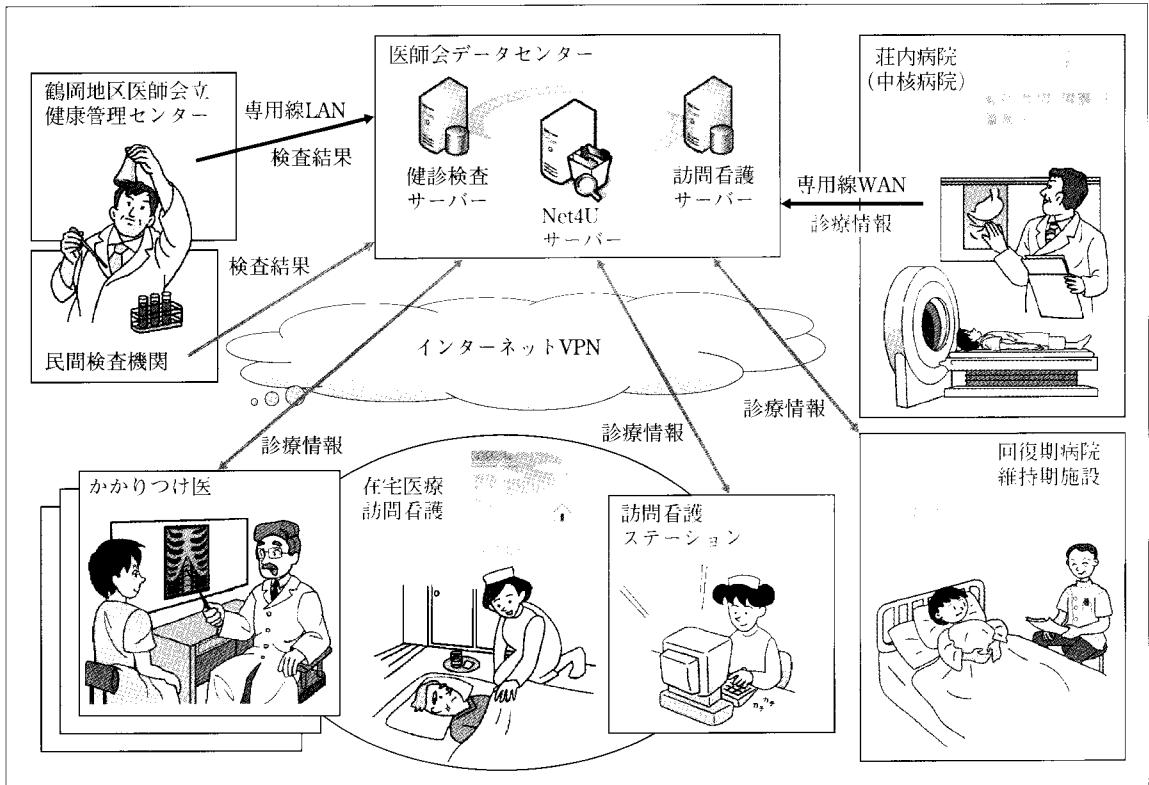 医師会データセンター
健診検査
サーバー
Net4U
サーバー
訪問看護
サーバー
鶴岡地区医師会立
健康管理センター
専用線LAN
検査結果
民間検査機関
検査結果
荘内病院
(中核病院)
専用線WAN
診療情報
インターネットVPN
診療情報
診療情報
診療情報
かかりつけ医
在宅医療
訪問看護
訪問看護
ステーション
カチカチ
回復期病院
維持期施設